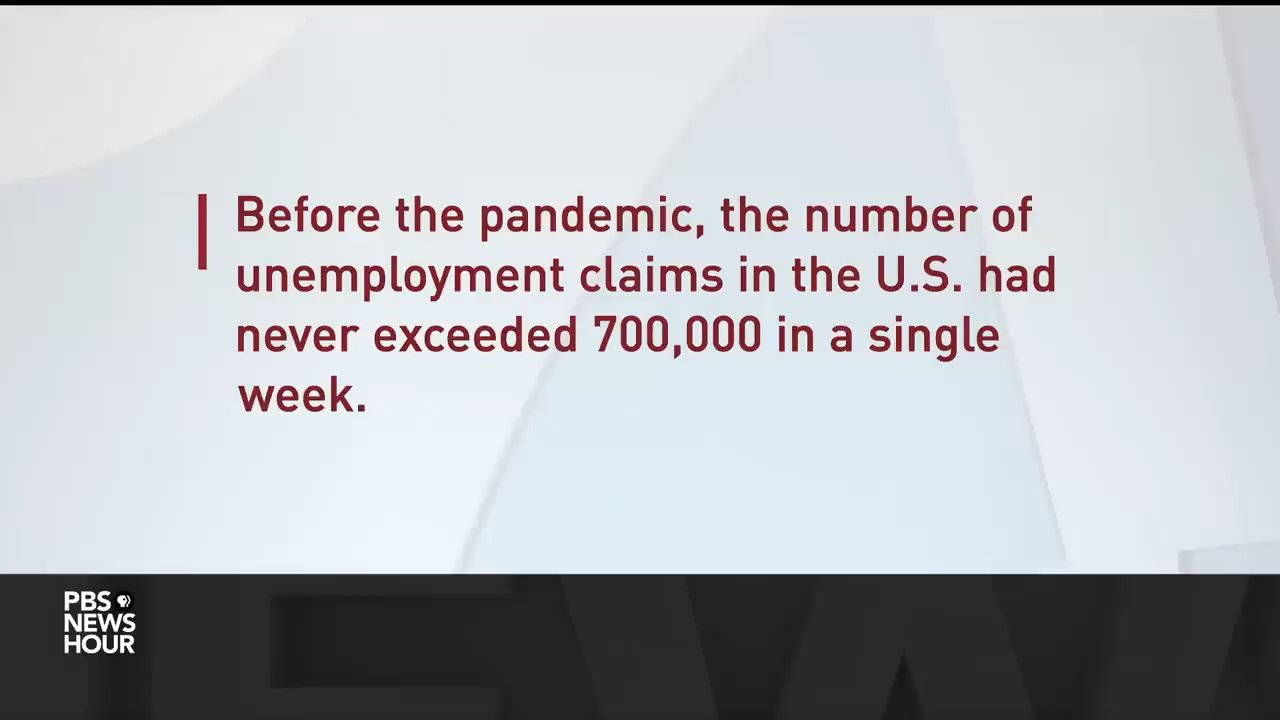 Before the pandemic, the number of
unemployment claims in the U.S. had
never exceeded 700,000 in a single
week.
PBS
NEWS
HOUR